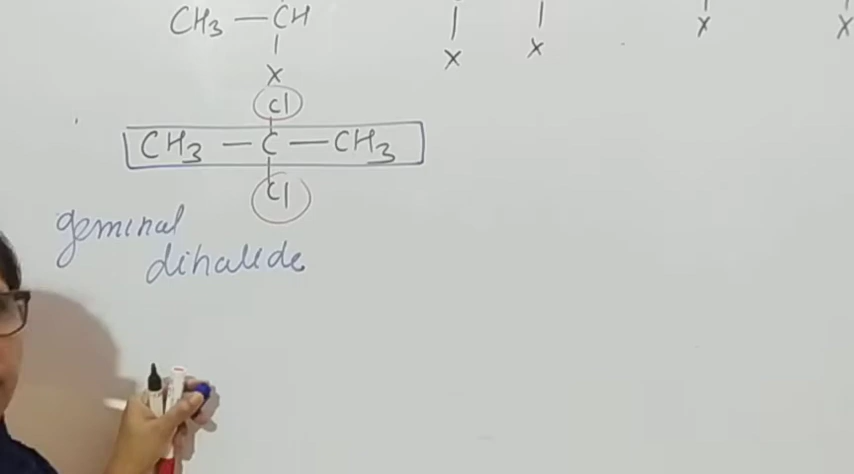 CH3 — CH
X X X X
X
Cl
CH3 — C — CH3
Cl
geminal
dihalide